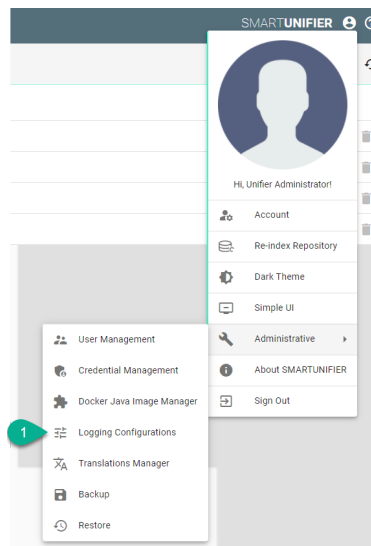 SMARTUNIFIER
Hi, Unifier Administrator!
Account
Re-index Repository
Dark Theme
Simple UI
Administrative
About SMARTUNIFIER
Sign Out
User Management
Credential Management
Docker Java Image Manager
1 Logging Configurations
Translations Manager
Backup
Restore